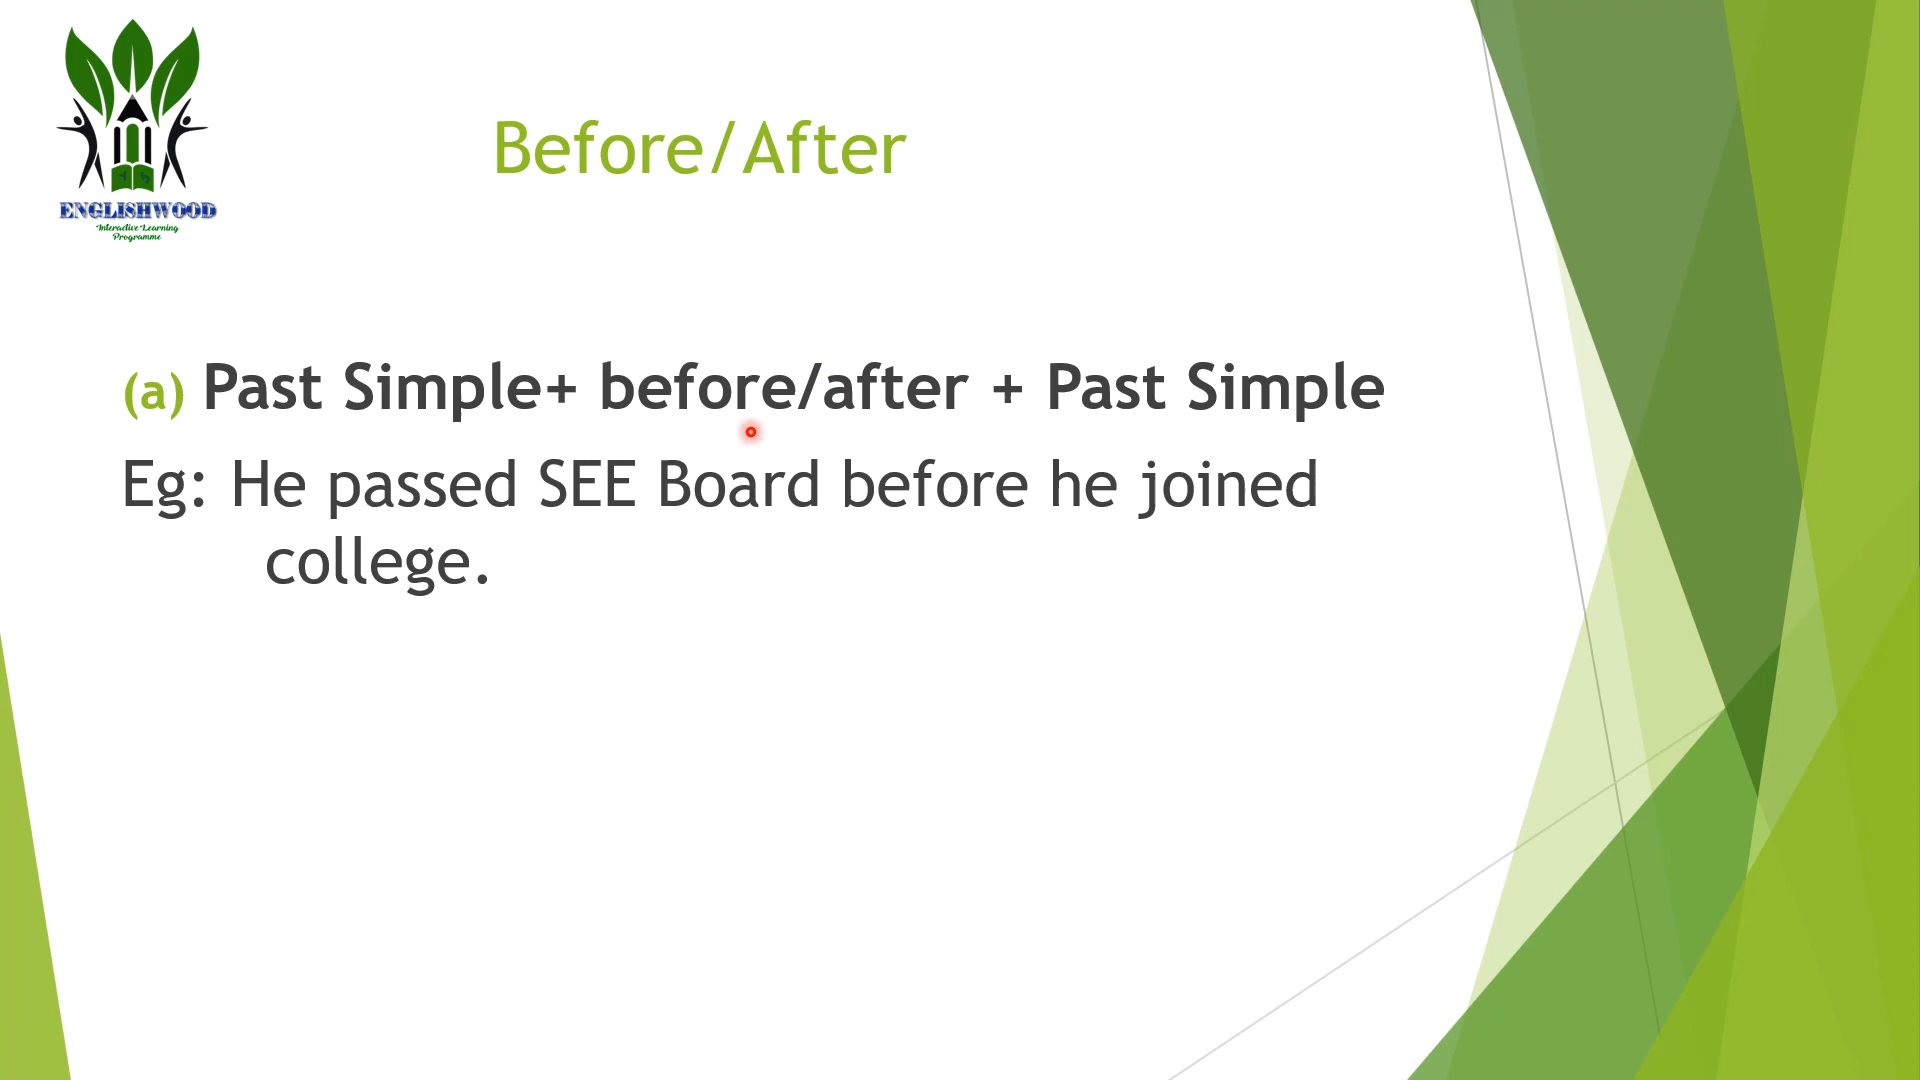 ENGLISHWOOD
Interactive Learning
Programme
Before/After
(a) Past Simple+ before/after + Past Simple
Eg: He passed SEE Board before he joined
college.